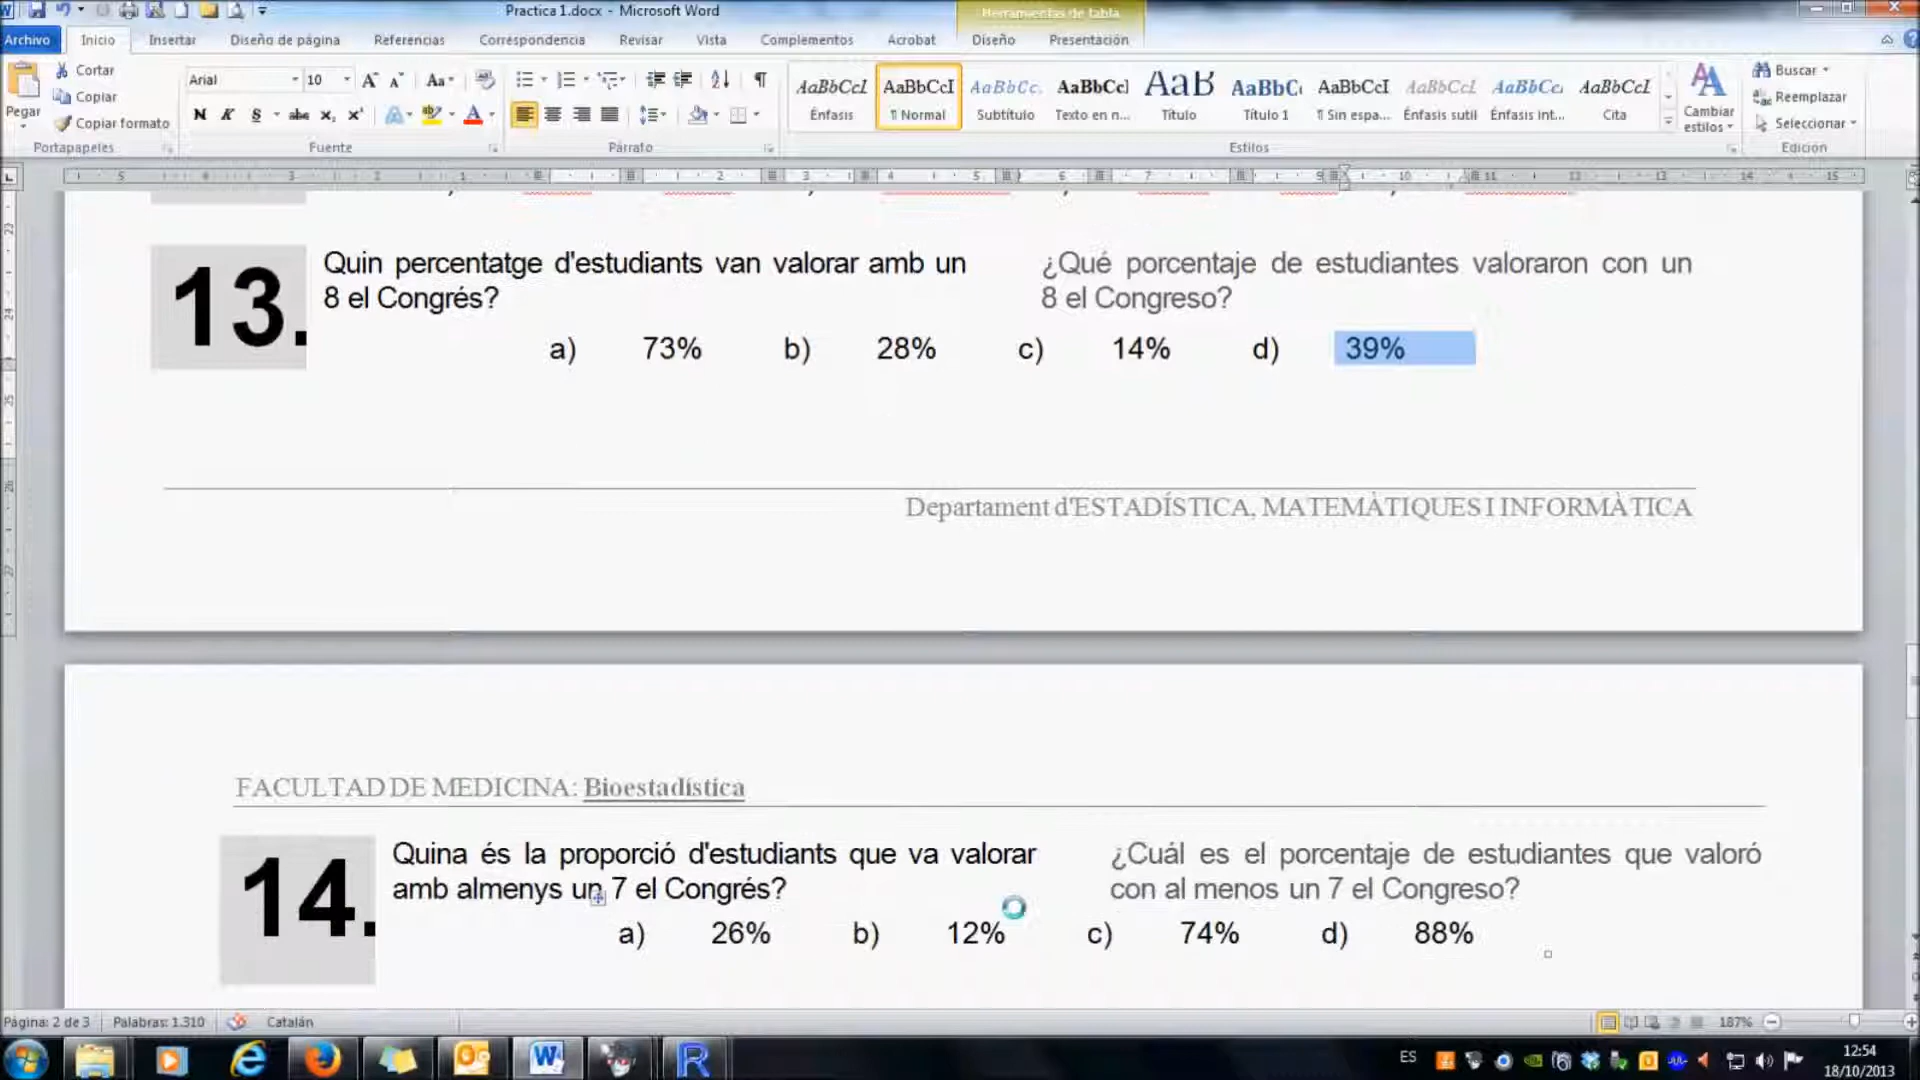 Practica 1.docx - Microsoft Word
Herramientas de tabla
Archivo Inicio Insertar Diseño de página Referencias Correspondencia Revisar Vista Complementos Acrobat Diseño Presentación
Pegar
Cortar
Copiar
Copiar formato
Portapapeles
Arial 10
Fuente
Párrafo
AaBbCcI AaBbCcI AaBbCc. AaBbCcl AaB AaBbC AaBbCcI AaBbCcI AaBbCc AaBbCcI
Énfasis ¶ Normal Subtítulo Texto en n... Título Título 1 ¶ Sin espa... Énfasis sutil Énfasis int... Cita
Estilos
Cambiar estilos
Buscar
Reemplazar
Seleccionar
Edición
13.
Quin percentatge d'estudiants van valorar amb un
8 el Congrés?
¿Qué porcentaje de estudiantes valoraron con un
8 el Congreso?
a) 73% b) 28% c) 14% d) 39%
Departament d'ESTADÍSTICA, MATEMÀTIQUES I INFORMÀTICA
FACULTAD DE MEDICINA: Bioestadística
14.
Quina és la proporció d'estudiants que va valorar
amb almenys un 7 el Congrés?
¿Cuál es el porcentaje de estudiantes que valoró
con al menos un 7 el Congreso?
a) 26% b) 12% c) 74% d) 88%
Página: 2 de 3 Palabras: 1.310 Catalán 187%
ES
12:54
18/10/2013